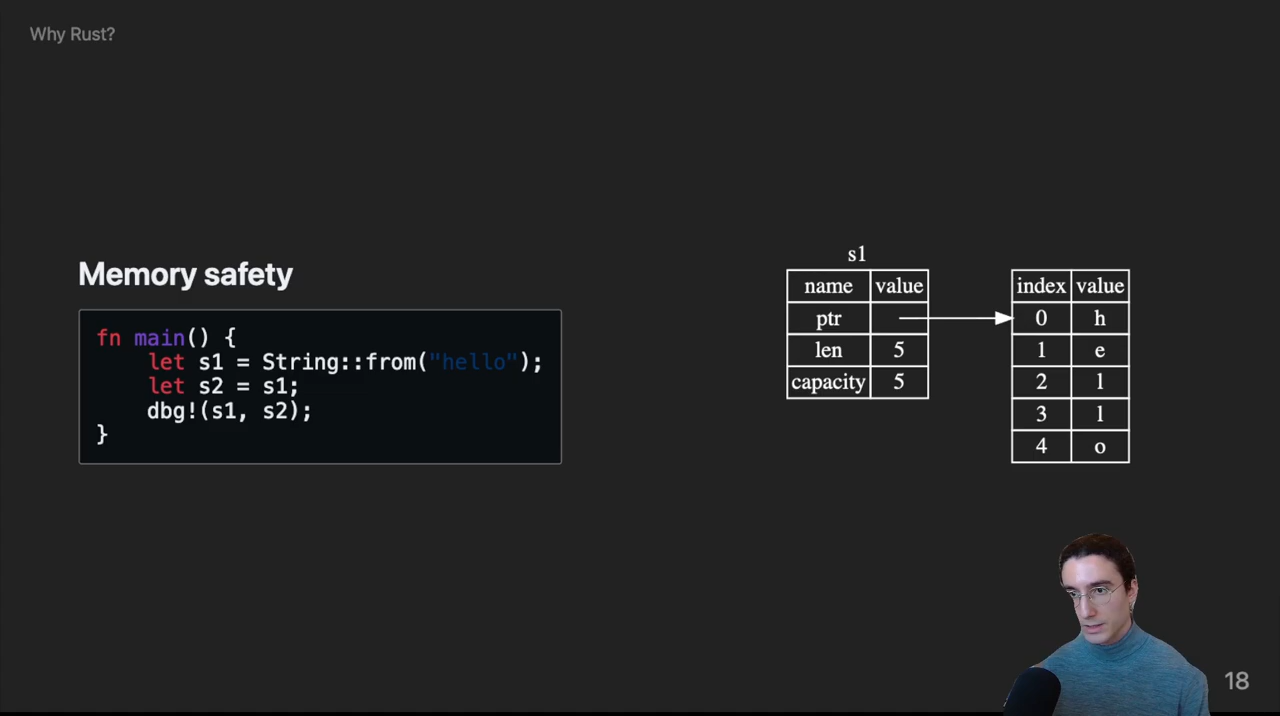 Why Rust?
Memory safety
fn main() {
    let s1 = String::from("hello");
    let s2 = s1;
    dbg!(s1, s2);
}
s1
name value
ptr
len 5
capacity 5
index value
0 h
1 e
2 l
3 l
4 o
18